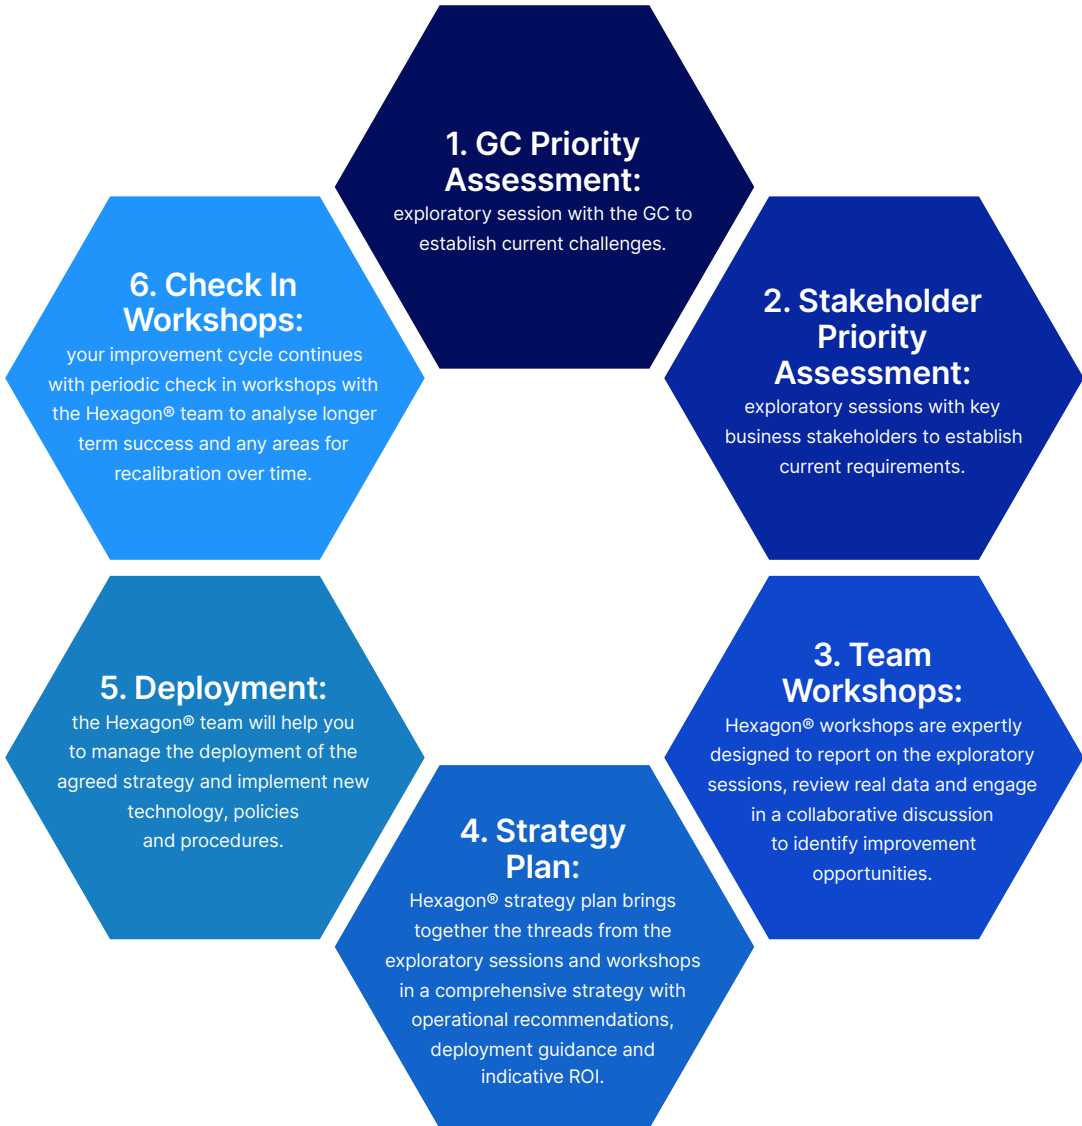 1. GC Priority
Assessment:
exploratory session with the GC to
establish current challenges.
2. Stakeholder
Priority
Assessment:
exploratory sessions with key
business stakeholders to establish
current requirements.
3. Team
Workshops:
Hexagon® workshops are expertly
designed to report on the exploratory
sessions, review real data and engage
in a collaborative discussion
to identify improvement
opportunities.
4. Strategy
Plan:
Hexagon® strategy plan brings
together the threads from the
exploratory sessions and workshops
in a comprehensive strategy with
operational recommendations,
deployment guidance and
indicative ROI.
5. Deployment:
the Hexagon® team will help you
to manage the deployment of the
agreed strategy and implement new
technology, policies
and procedures.
6. Check In
Workshops:
your improvement cycle continues
with periodic check in workshops with
the Hexagon® team to analyse longer
term success and any areas for
recalibration over time.